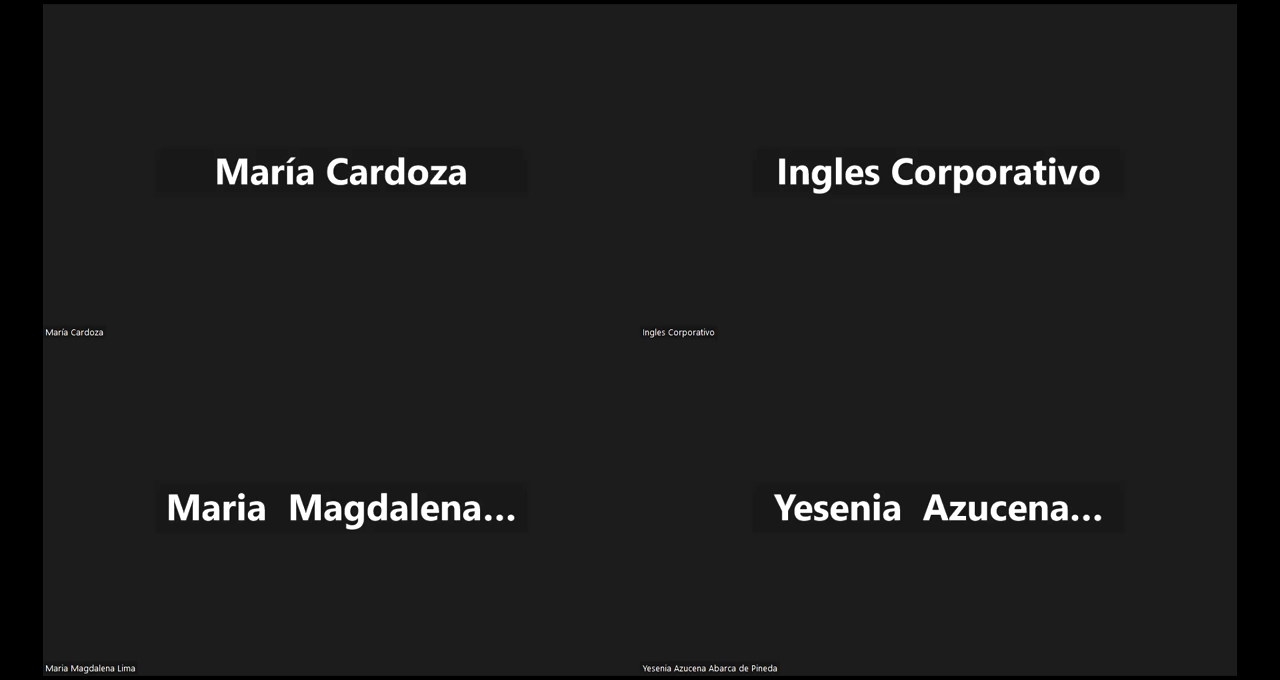 María Cardoza
Ingles Corporativo
María Cardoza
Ingles Corporativo
Maria  Magdalena...
Yesenia  Azucena...
Maria Magdalena Lima
Yesenia Azucena Abarca de Pineda